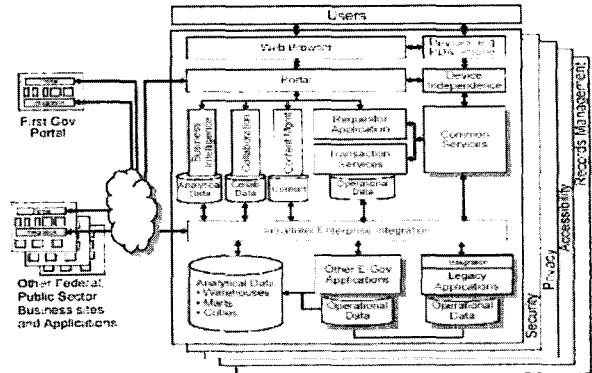 Users
Web Browser
Portal
Device
Independence
First Gov
Portal
Business
Intelligence
Collaboration
Content Mgmt
Requestor
Application
Transaction
Services
Common
Services
Analytical
Data
Collab
Data
Content
Operational
Data
Enterprise Integration
Other Federal,
Public Sector
Business sites
and Applications
Analytical Data
• Warehouses
• Marts
• Cubes
Other E-Gov
Applications
Operational
Data
Integration
Legacy
Applications
Operational
Data
Security
Privacy
Accessibility
Records Management